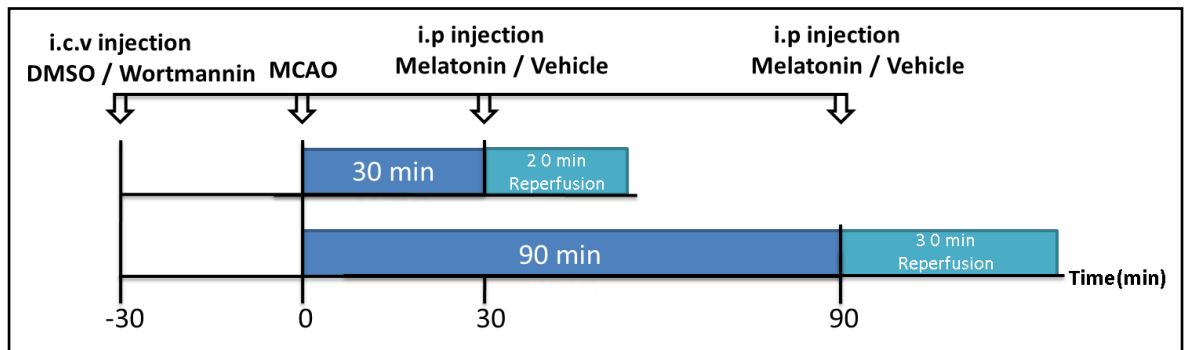 i.c.v injection
DMSO / Wortmannin
MCAO
i.p injection
Melatonin / Vehicle
i.p injection
Melatonin / Vehicle
30 min
2 0 min
Reperfusion
90 min
3 0 min
Reperfusion
Time(min)
-30
0
30
90